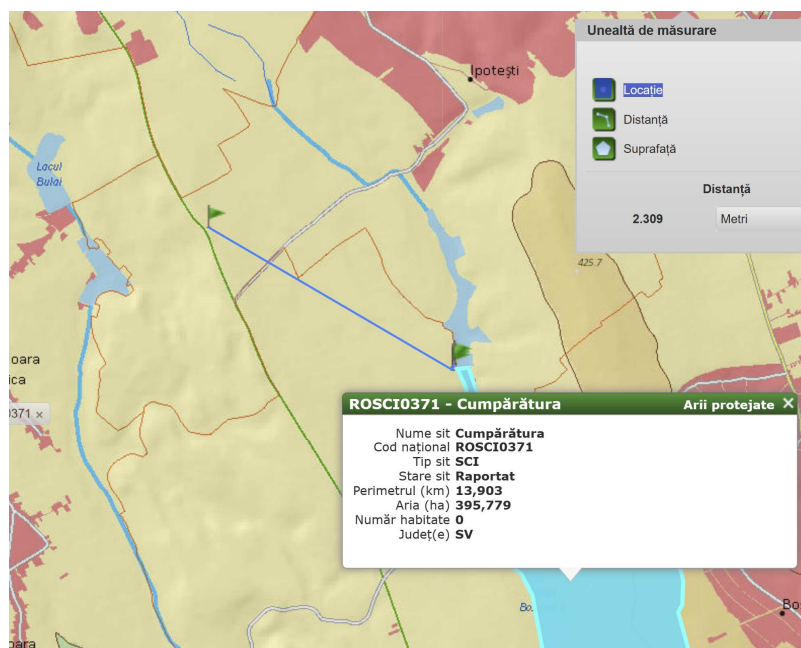 Unealtă de măsurare
Ipotești
Locație
Distanță
Suprafață
Lacul
Bulai
Distanță
2.309
Metri
425.7
oara
ica
0371 ×
ROSCI0371 - Cumpărătura
Arii protejate ×
Nume sit Cumpărătura
Cod național ROSCI0371
Tip sit SCI
Stare sit Raportat
Perimetrul (km) 13,903
Aria (ha) 395,779
Număr habitate 0
Județ(e) SV
Bo
Bo
oara